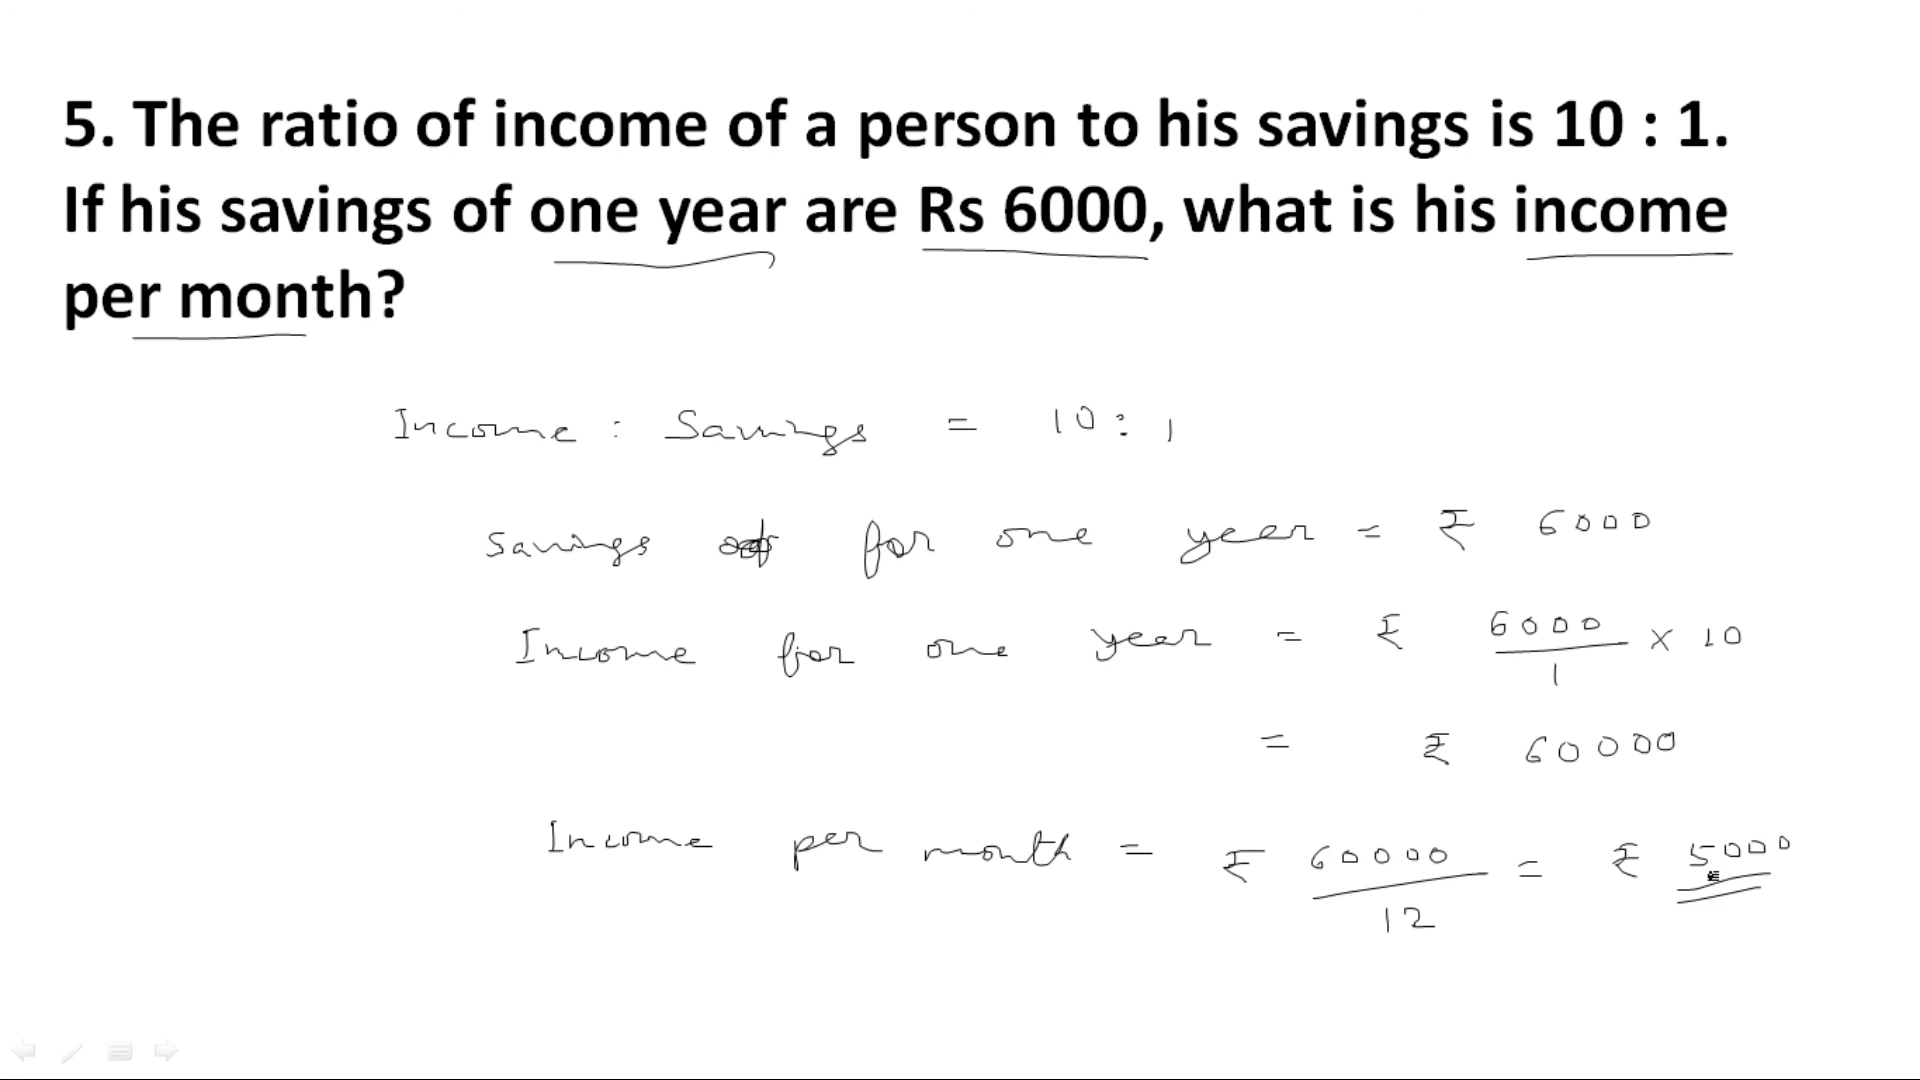 5. The ratio of income of a person to his savings is 10 : 1.
If his savings of one year are Rs 6000, what is his income
per month?
Income : Savings = 10 : 1
Savings for one year = ₹ 6000
Income for one year = ₹ 6000/1 × 10
= ₹ 60000
Income per month = ₹ 60000/12 = ₹ 5000